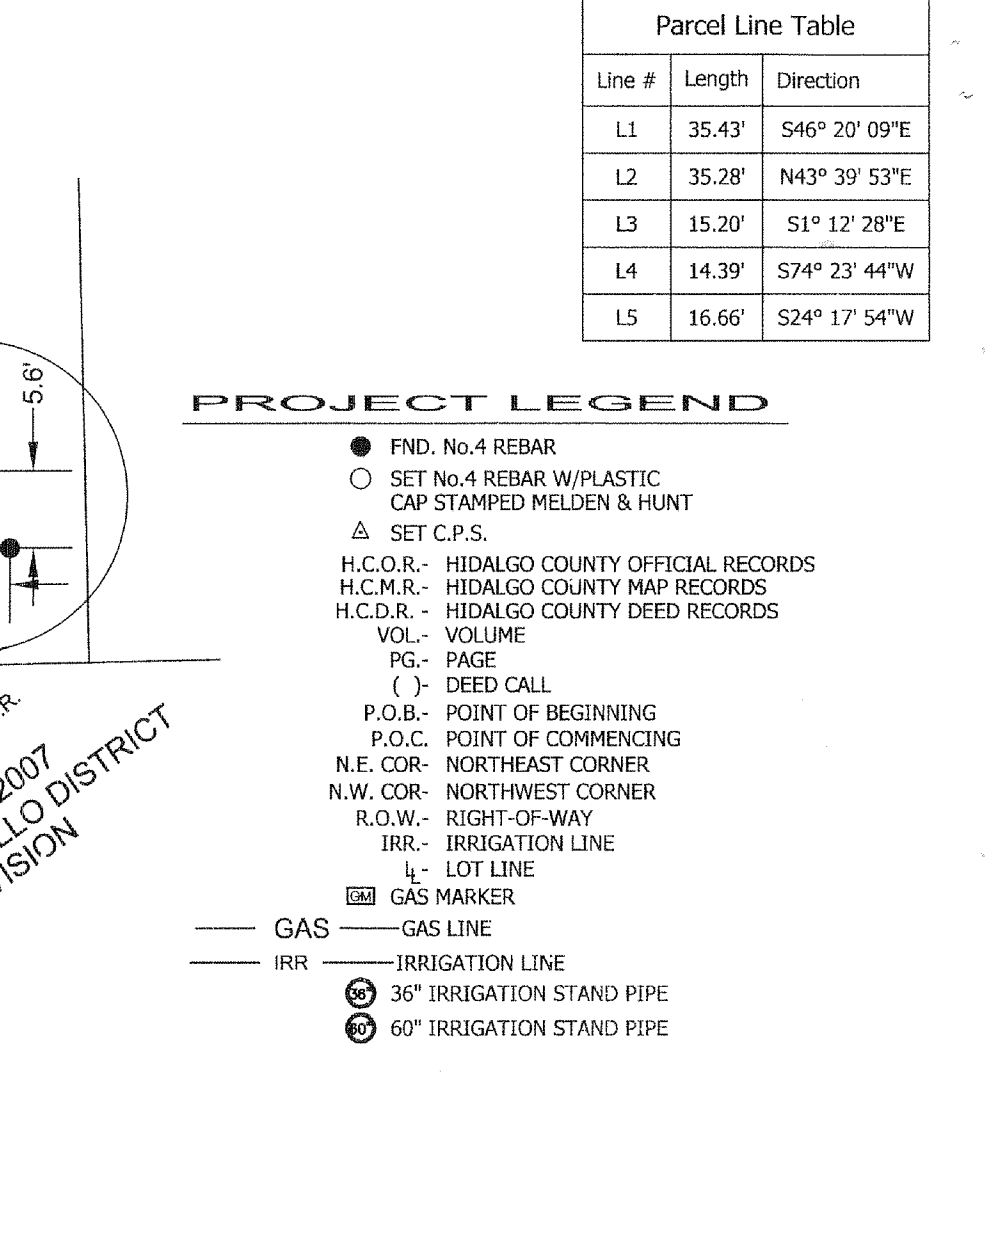 Parcel Line Table
Line # Length Direction
L1 35.43' S46° 20' 09"E
L2 35.28' N43° 39' 53"E
L3 15.20' S1° 12' 28"E
L4 14.39' S74° 23' 44"W
L5 16.66' S24° 17' 54"W
5.6'
PROJECT LEGEND
FND. No.4 REBAR
SET No.4 REBAR W/PLASTIC
CAP STAMPED MELDEN & HUNT
SET C.P.S.
H.C.O.R.- HIDALGO COUNTY OFFICIAL RECORDS
H.C.M.R.- HIDALGO COUNTY MAP RECORDS
H.C.D.R. - HIDALGO COUNTY DEED RECORDS
VOL.- VOLUME
PG.- PAGE
( )- DEED CALL
P.O.B.- POINT OF BEGINNING
P.O.C. POINT OF COMMENCING
N.E. COR- NORTHEAST CORNER
N.W. COR- NORTHWEST CORNER
R.O.W.- RIGHT-OF-WAY
IRR.- IRRIGATION LINE
LL- LOT LINE
GM GAS MARKER
GAS GAS LINE
IRR IRRIGATION LINE
36" 36" IRRIGATION STAND PIPE
60" 60" IRRIGATION STAND PIPE
2007
DISTRICT